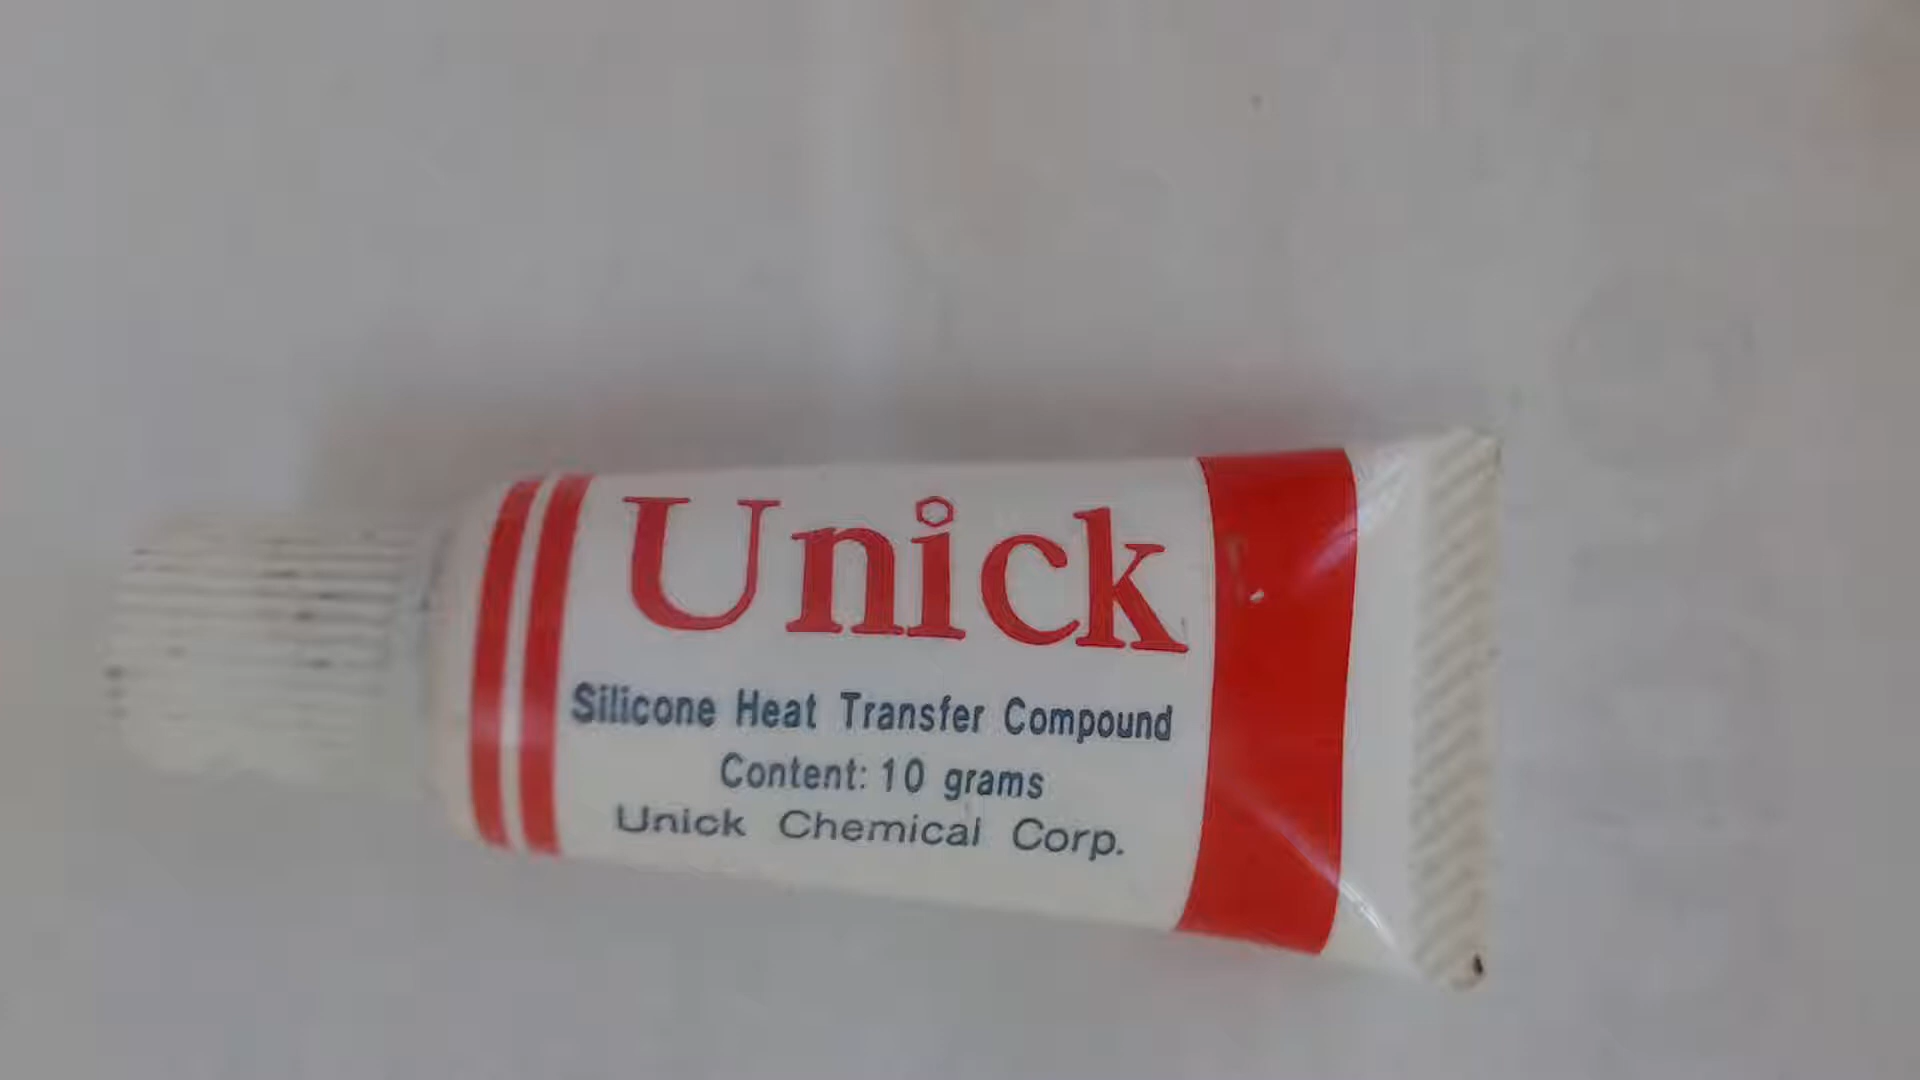 Unick
Silicone Heat Transfer Compound
Content: 10 grams
Unick Chemical Corp.